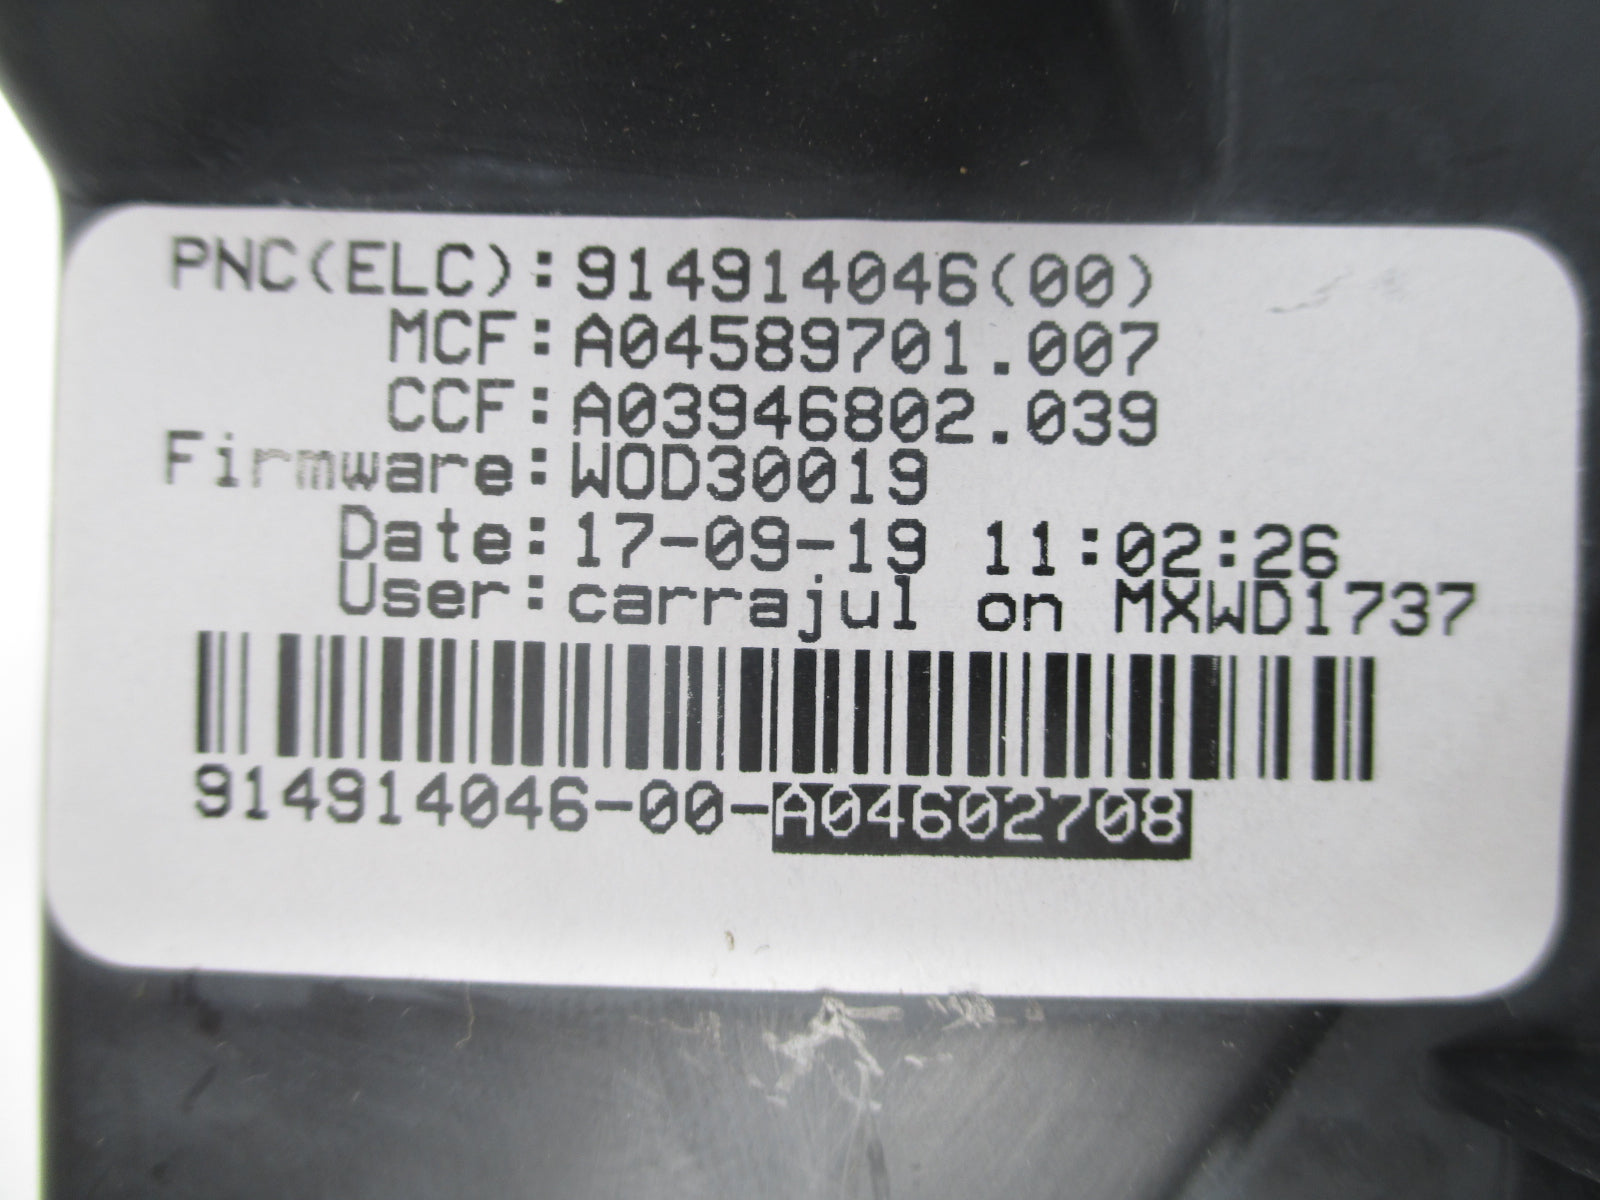 PNC(ELC):914914046(00)
MCF:A04589701.007
CCF:A03946802.039
Firmware:WOD30019
Date:17-09-19 11:02:26
User:carrajul on MXWD1737
914914046-00-A04602708